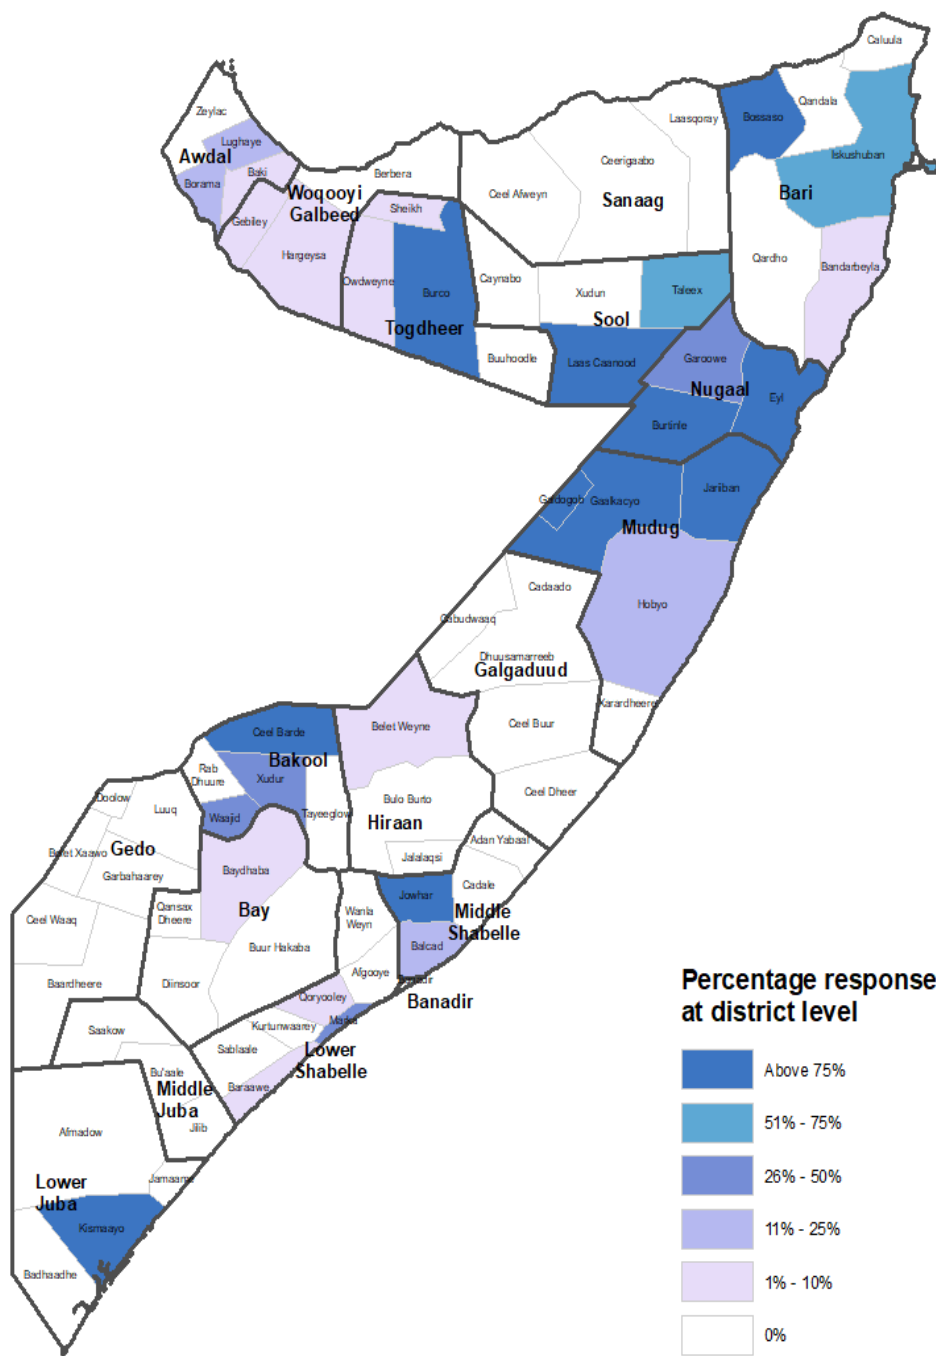 Caluula
Zeylac
Qandala
Bossaso
Laasqoray
Lughaye
Awdal
Ceerigaabo
Iskushuban
Baki
Berbera
Borama
Woqooyi
Galbeed
Ceel Afweyn
Sanaag
Bari
Sheikh
Gebiley
Hargeysa
Qardho
Bandarbeyla
Owdweyne
Burco
Caynabo
Xudun
Taleex
Togdheer
Sool
Buuhoodle
Laas Caanood
Garoowe
Nugaal
Eyl
Burtinle
Galdogob
Gaalkacyo
Jariiban
Mudug
Cadaado
Hobyo
Cabudwaaq
Dhuusamarreeb
Galgaduud
Xarardheere
Ceel Buur
Belet Weyne
Ceel Barde
Bakool
Rab
Dhuure
Xudur
Ceel Dheer
Doolow
Luuq
Waajid
Tayeeglow
Bulo Burto
Hiraan
Adan Yabaal
Belet Xaawo
Gedo
Garbahaarey
Baydhaba
Jalalaqsi
Cadale
Jowhar
Qansax
Dheere
Bay
Wanla
Weyn
Middle
Shabelle
Ceel Waaq
Buur Hakaba
Balcad
Baardheere
Diinsoor
Afgooye
Banadir
Banadir
Qoryooley
Marka
Kurtunwaarey
Saakow
Sablaale
Lower
Shabelle
Bu'aale
Baraawe
Middle
Juba
Jilib
Afmadow
Jamaame
Lower
Juba
Kismaayo
Badhaadhe
Percentage response
at district level
Above 75%
51% - 75%
26% - 50%
11% - 25%
1% - 10%
0%